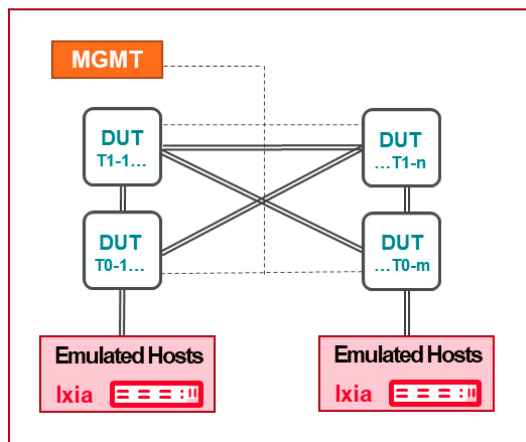 MGMT
DUT
T1-1...
DUT
...T1-n
DUT
T0-1...
DUT
...T0-m
Emulated Hosts
Ixia
Emulated Hosts
Ixia